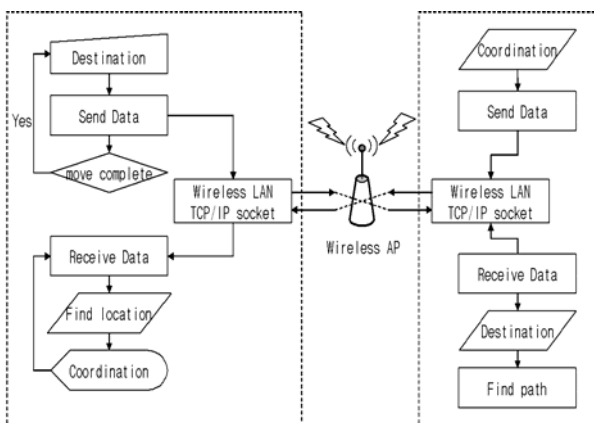 Destination
Send Data
Yes
move complete
Wireless LAN
TCP/IP socket
Receive Data
Find location
Coordination
Wireless AP
Coordination
Send Data
Wireless LAN
TCP/IP socket
Receive Data
Destination
Find path